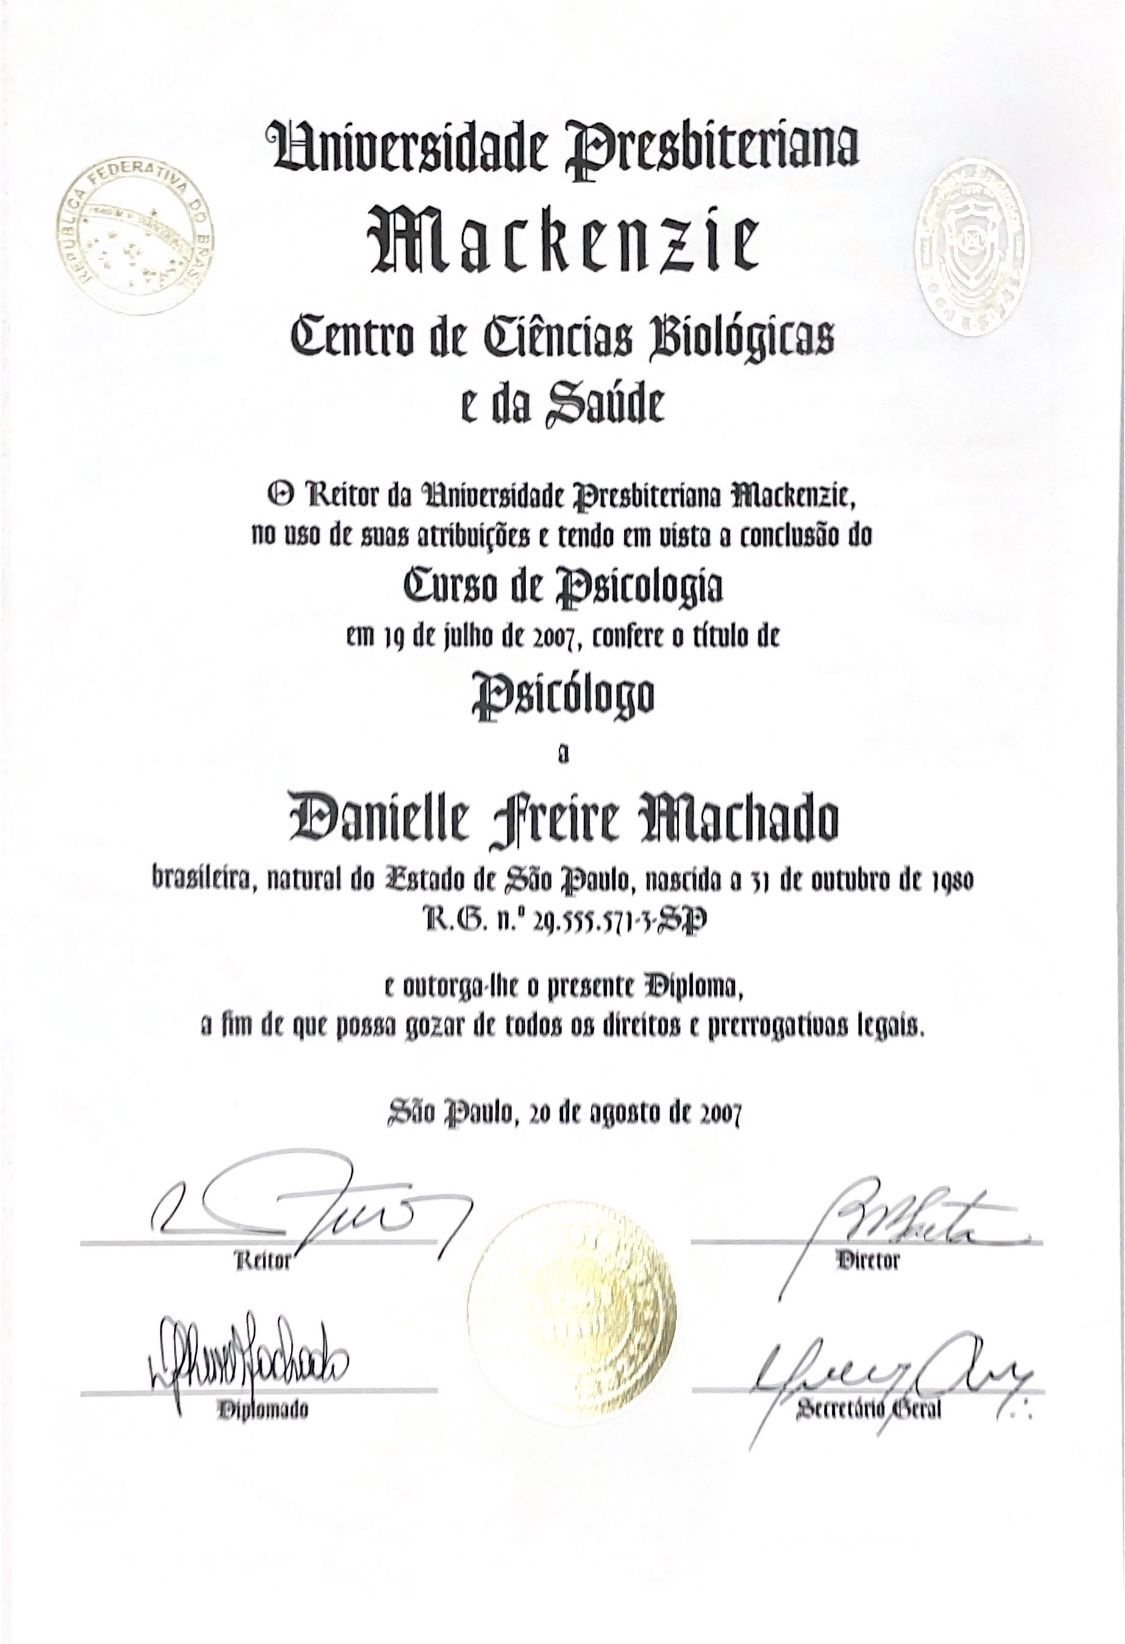 Universidade Presbiteriana
Mackenzie
REPUBLICA FEDERATIVA DO BRASIL
Centro de Ciências Biológicas
e da Saúde
O Reitor da Universidade Presbiteriana Mackenzie,
no uso de suas atribuições e tendo em vista a conclusão do
Curso de Psicologia
em 19 de julho de 2007, confere o título de
Psicólogo
a
Danielle Freire Machado
brasileira, natural do Estado de São Paulo, nascida a 31 de outubro de 1980
R.G. n.º 29.555.571-3-SP
e outorga-lhe o presente Diploma,
a fim de que possa gozar de todos os direitos e prerrogativas legais.
São Paulo, 20 de agosto de 2007
Reitor
Diretor
Diplomado
Secretário Geral